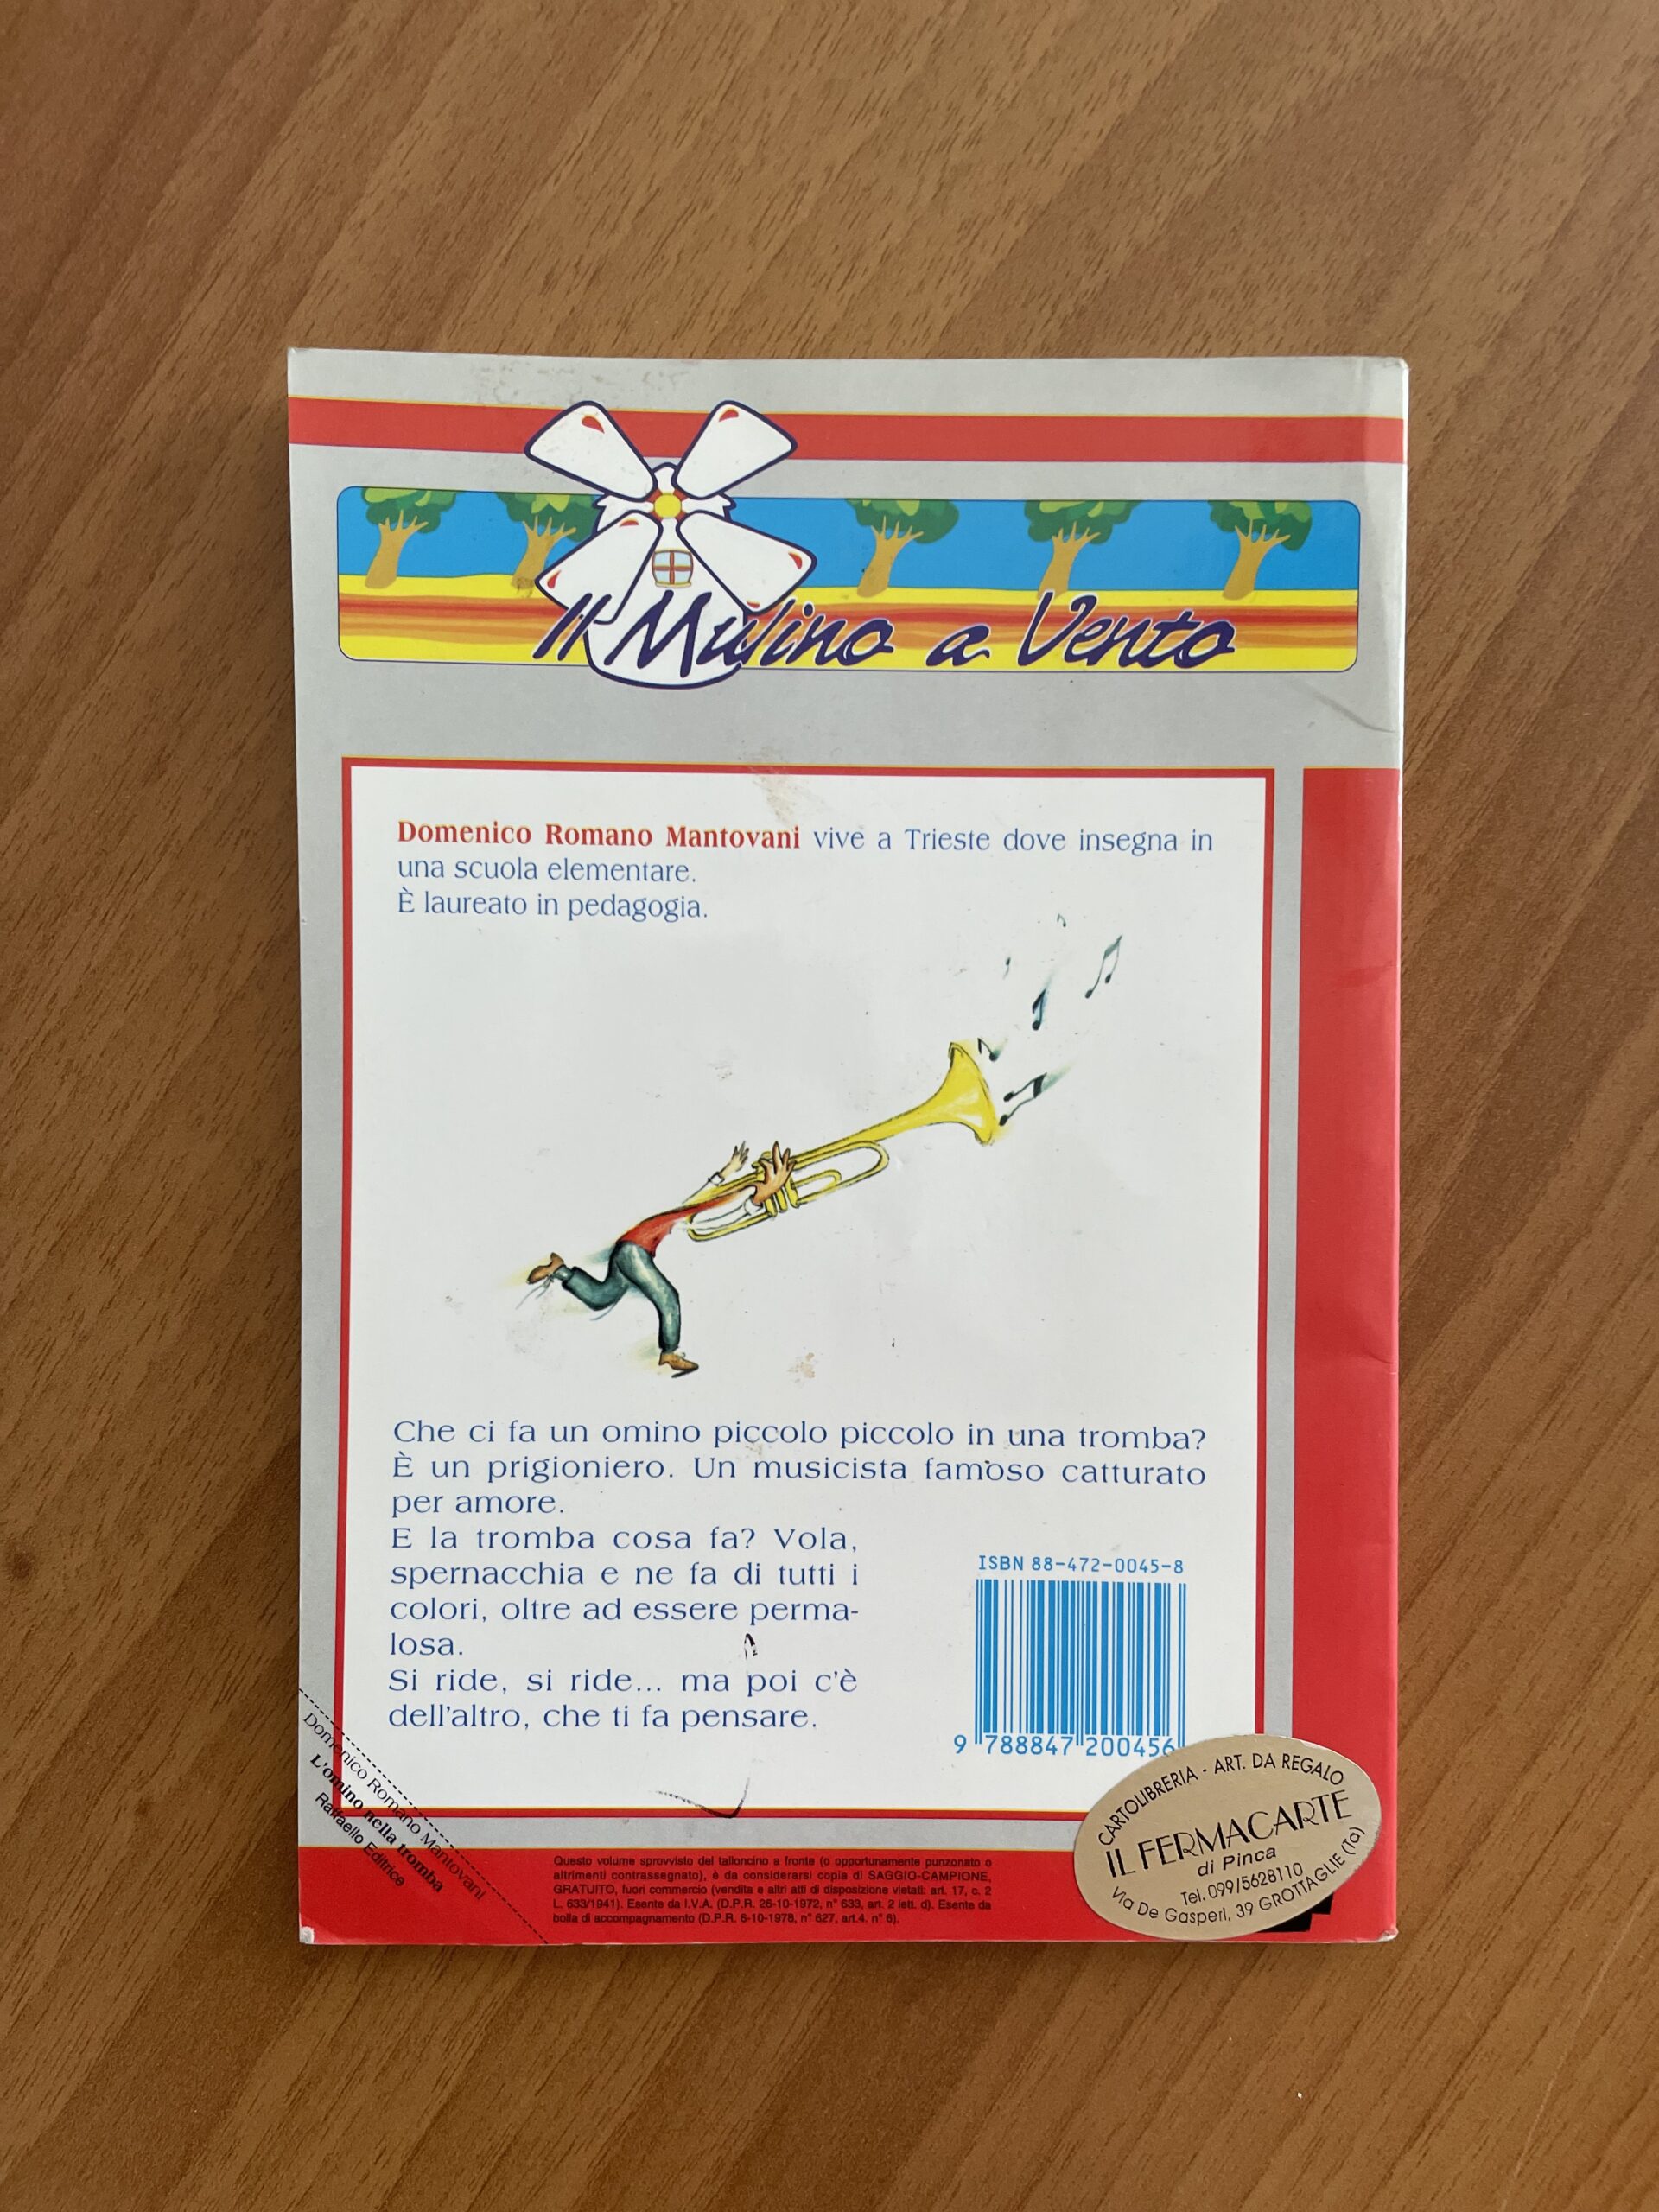 Il Mulino a Vento
Domenico Romano Mantovani vive a Trieste dove insegna in
una scuola elementare.
È laureato in pedagogia.
Che ci fa un omino piccolo piccolo in una tromba?
È un prigioniero. Un musicista famoso catturato
per amore.
E la tromba cosa fa? Vola,
spernacchia e ne fa di tutti i
colori, oltre ad essere perma-
losa.
Si ride, si ride... ma poi c'è
dell'altro, che ti fa pensare.
ISBN 88-472-0045-8
9 788847 200456
Domenico Romano Mantovani
L'omino nella tromba
Raffaello Editrice
Questo volume sprovvisto del talloncino a fronte (o opportunamente punzonato o
altrimenti contrassegnato), è da considerarsi copia di SAGGIO-CAMPIONE,
GRATUITO, fuori commercio (vendita e altri atti di disposizione vietati: art. 17, c. 2
L. 633/1941). Esente da I.V.A. (D.P.R. 26-10-1972, n° 633, art. 2 lett. d). Esente da
bolla di accompagnamento (D.P.R. 6-10-1978, n° 627, art.4. n° 6).
CARTOLIBRERIA - ART. DA REGALO
IL FERMACARTE
di Pinca
Tel. 099/5628110
Via De Gasperi, 39 GROTTAGLIE (Ta)